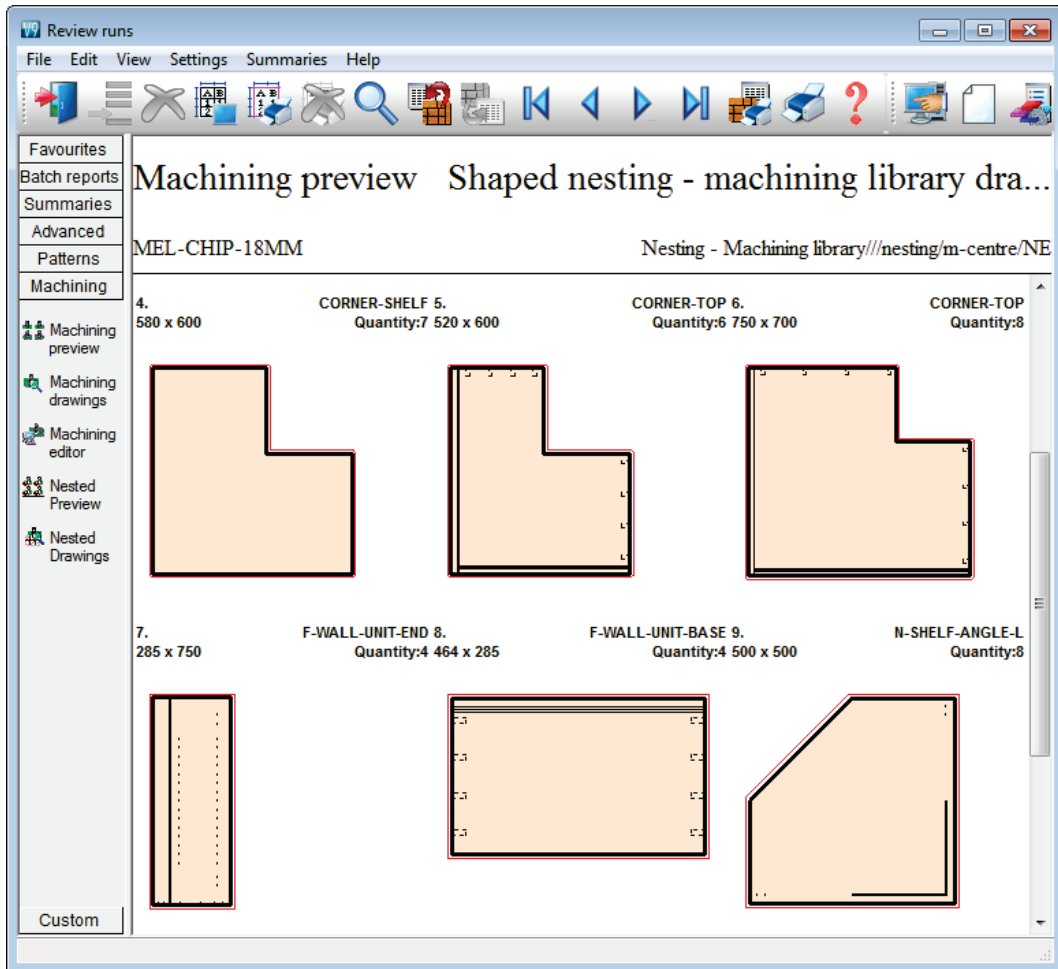 V9 Review runs
File Edit View Settings Summaries Help
Favourites
Batch reports
Summaries
Advanced
Patterns
Machining
Machining
preview
Machining
drawings
Machining
editor
Nested
Preview
Nested
Drawings
Custom
Machining preview Shaped nesting - machining library dra...
MEL-CHIP-18MM Nesting - Machining library///nesting/m-centre/NE
4. CORNER-SHELF 5. CORNER-TOP 6. CORNER-TOP
580 x 600 Quantity:7 520 x 600 Quantity:6 750 x 700 Quantity:8
7. F-WALL-UNIT-END 8. F-WALL-UNIT-BASE 9. N-SHELF-ANGLE-L
285 x 750 Quantity:4 464 x 285 Quantity:4 500 x 500 Quantity:8